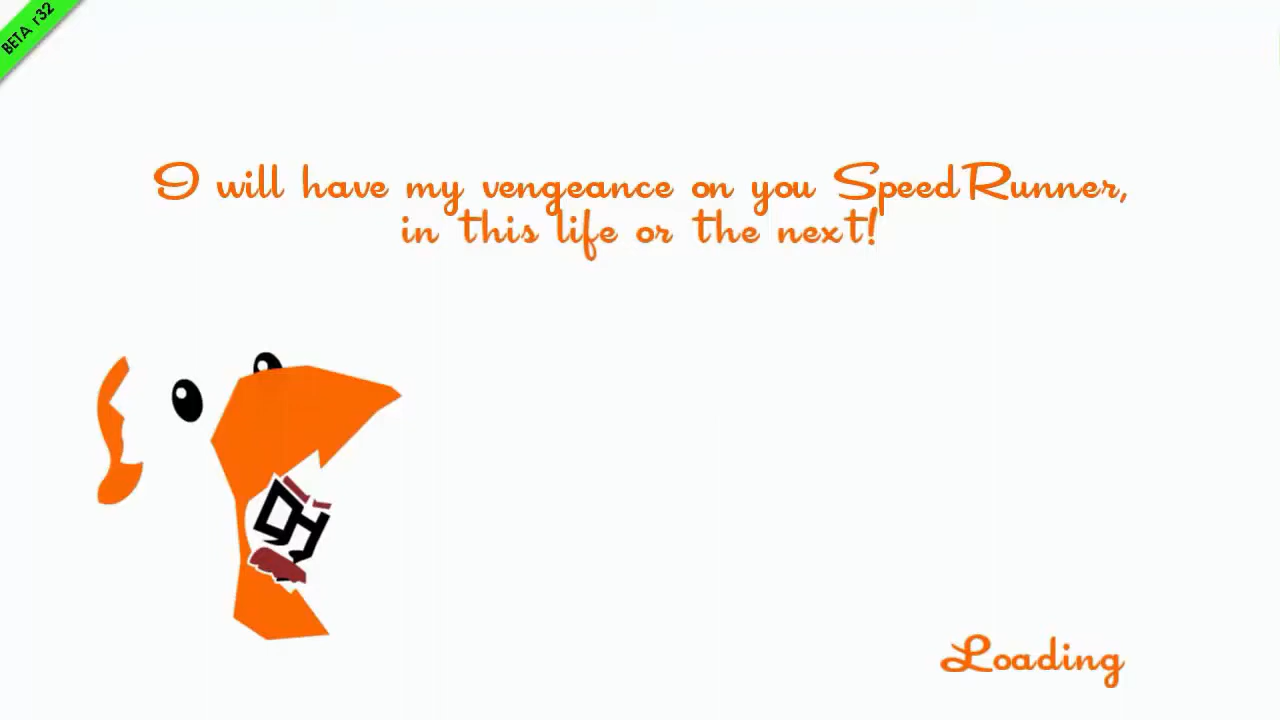 BETA r32
I will have my vengeance on you SpeedRunner,
in this life or the next!
Loading